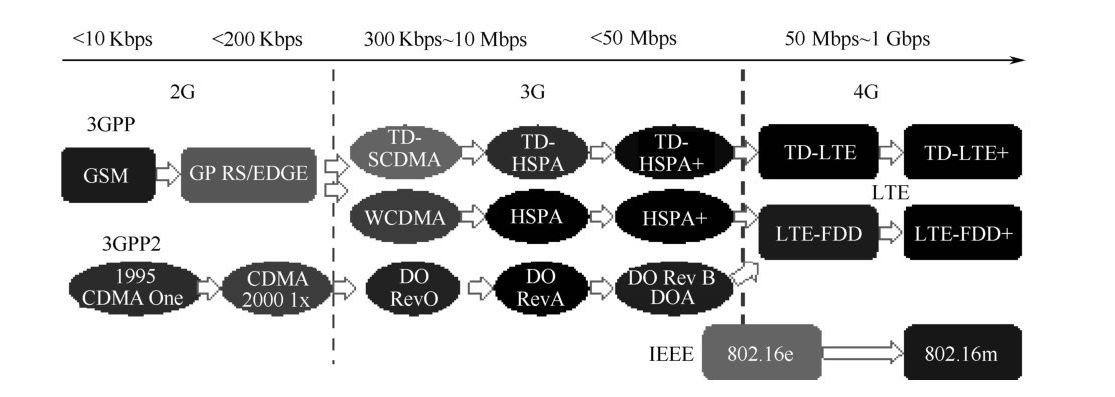 <10 Kbps <200 Kbps 300 Kbps~10 Mbps <50 Mbps 50 Mbps~1 Gbps
2G 3G 4G
3GPP
GSM
GP RS/EDGE
TD-
SCDMA
TD-
HSPA
TD-
HSPA+
TD-LTE
TD-LTE+
LTE
WCDMA
HSPA
HSPA+
LTE-FDD
LTE-FDD+
3GPP2
1995
CDMA One
CDMA
2000 1x
DO
RevO
DO
RevA
DO Rev B
DOA
IEEE
802.16e
802.16m